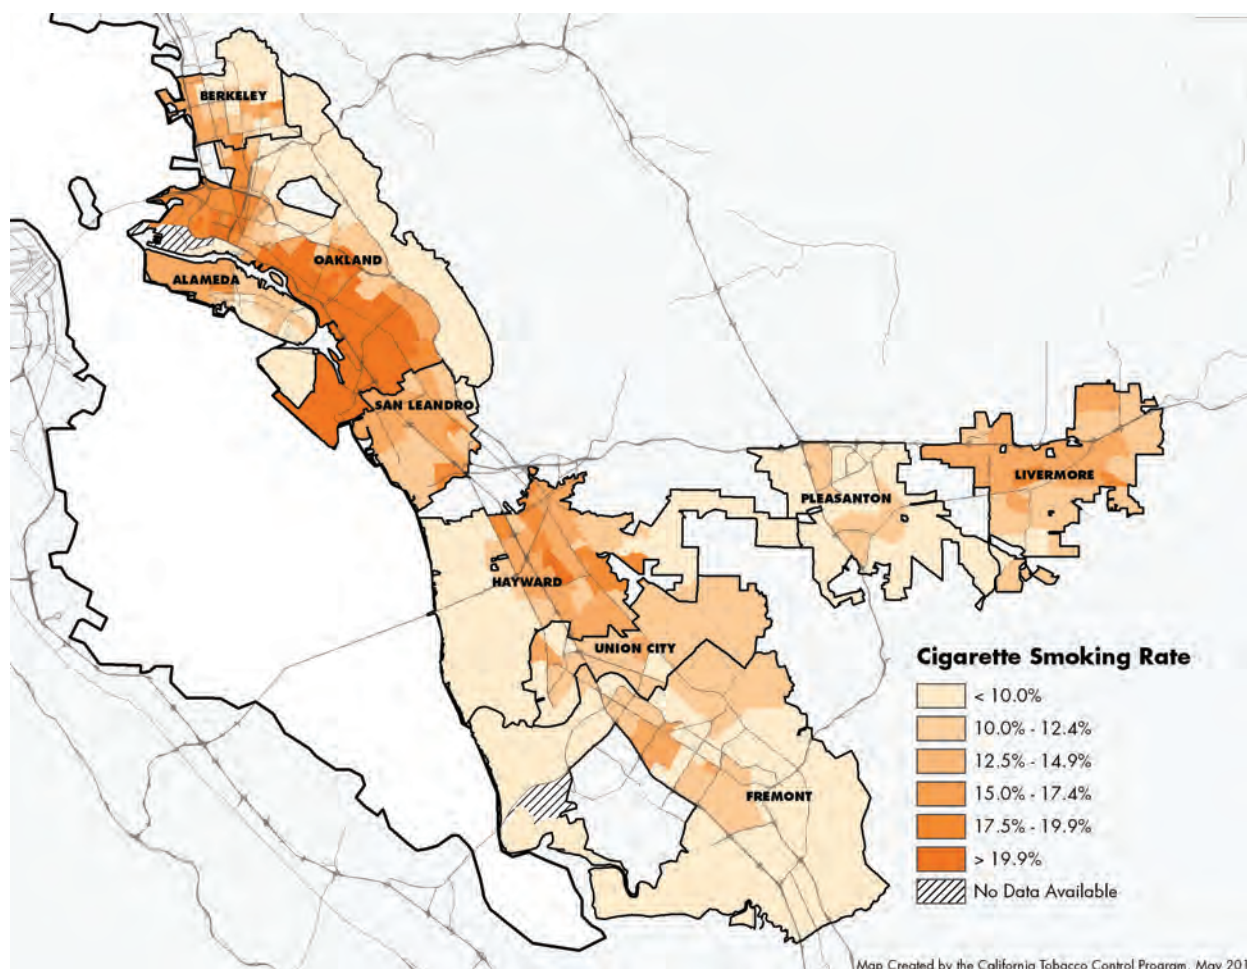 BERKELEY
OAKLAND
ALAMEDA
SAN LEANDRO
LIVERMORE
PLEASANTON
HAYWARD
UNION CITY
FREMONT
Cigarette Smoking Rate
< 10.0%
10.0% - 12.4%
12.5% - 14.9%
15.0% - 17.4%
17.5% - 19.9%
> 19.9%
No Data Available
Map Created by the California Tobacco Control Program, May 201